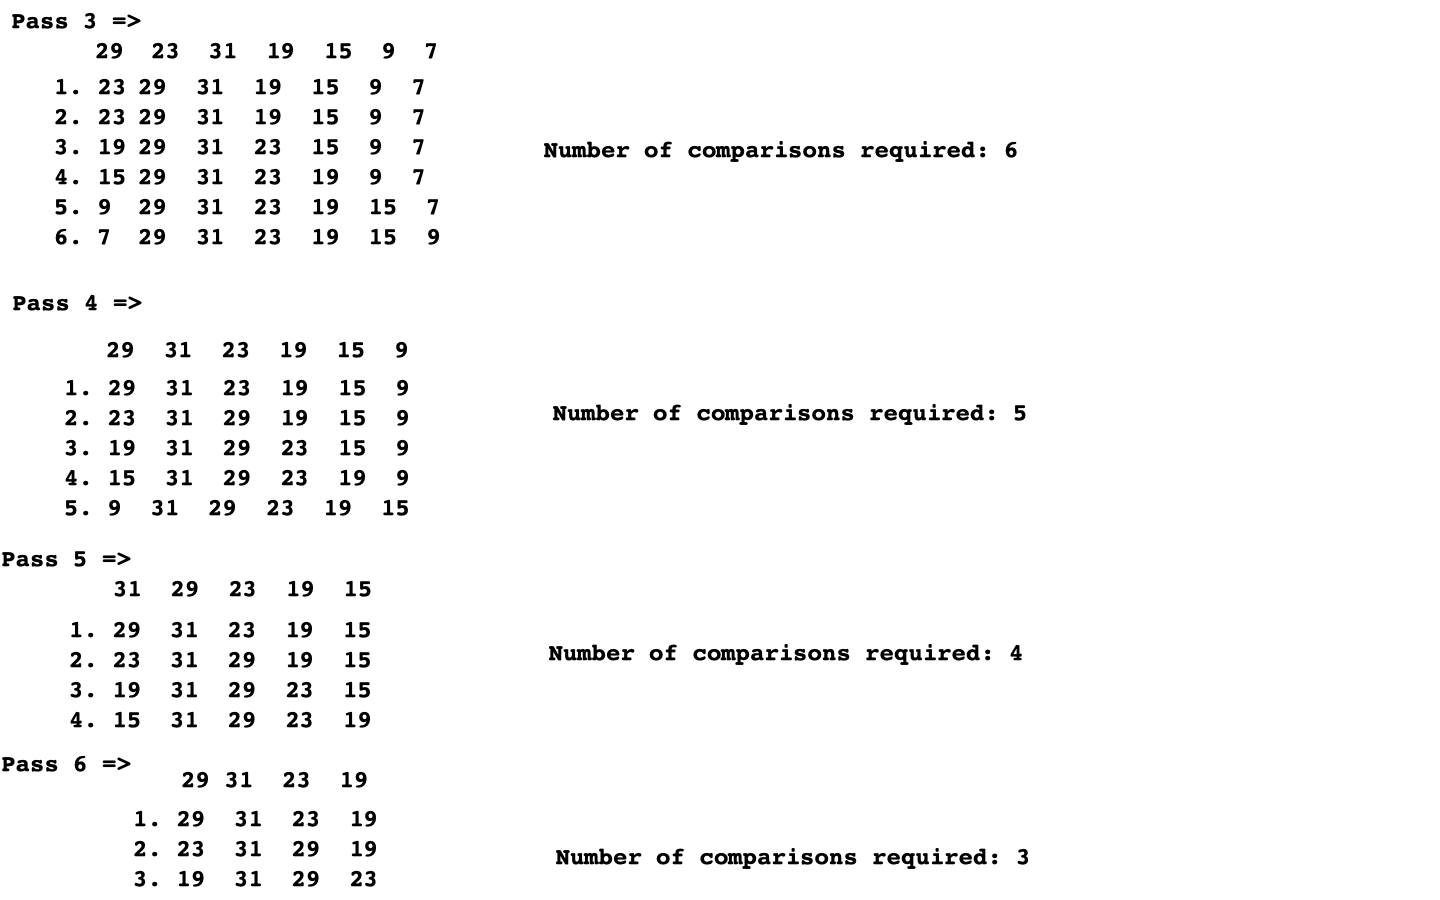 Pass 3 =>
29 23 31 19 15 9 7
1. 23 29 31 19 15 9 7
2. 23 29 31 19 15 9 7
3. 19 29 31 23 15 9 7
Number of comparisons required: 6
4. 15 29 31 23 19 9 7
5. 9 29 31 23 19 15 7
6. 7 29 31 23 19 15 9
Pass 4 =>
29 31 23 19 15 9
1. 29 31 23 19 15 9
2. 23 31 29 19 15 9
Number of comparisons required: 5
3. 19 31 29 23 15 9
4. 15 31 29 23 19 9
5. 9 31 29 23 19 15
Pass 5 =>
31 29 23 19 15
1. 29 31 23 19 15
2. 23 31 29 19 15
Number of comparisons required: 4
3. 19 31 29 23 15
4. 15 31 29 23 19
Pass 6 =>
29 31 23 19
1. 29 31 23 19
2. 23 31 29 19
Number of comparisons required: 3
3. 19 31 29 23